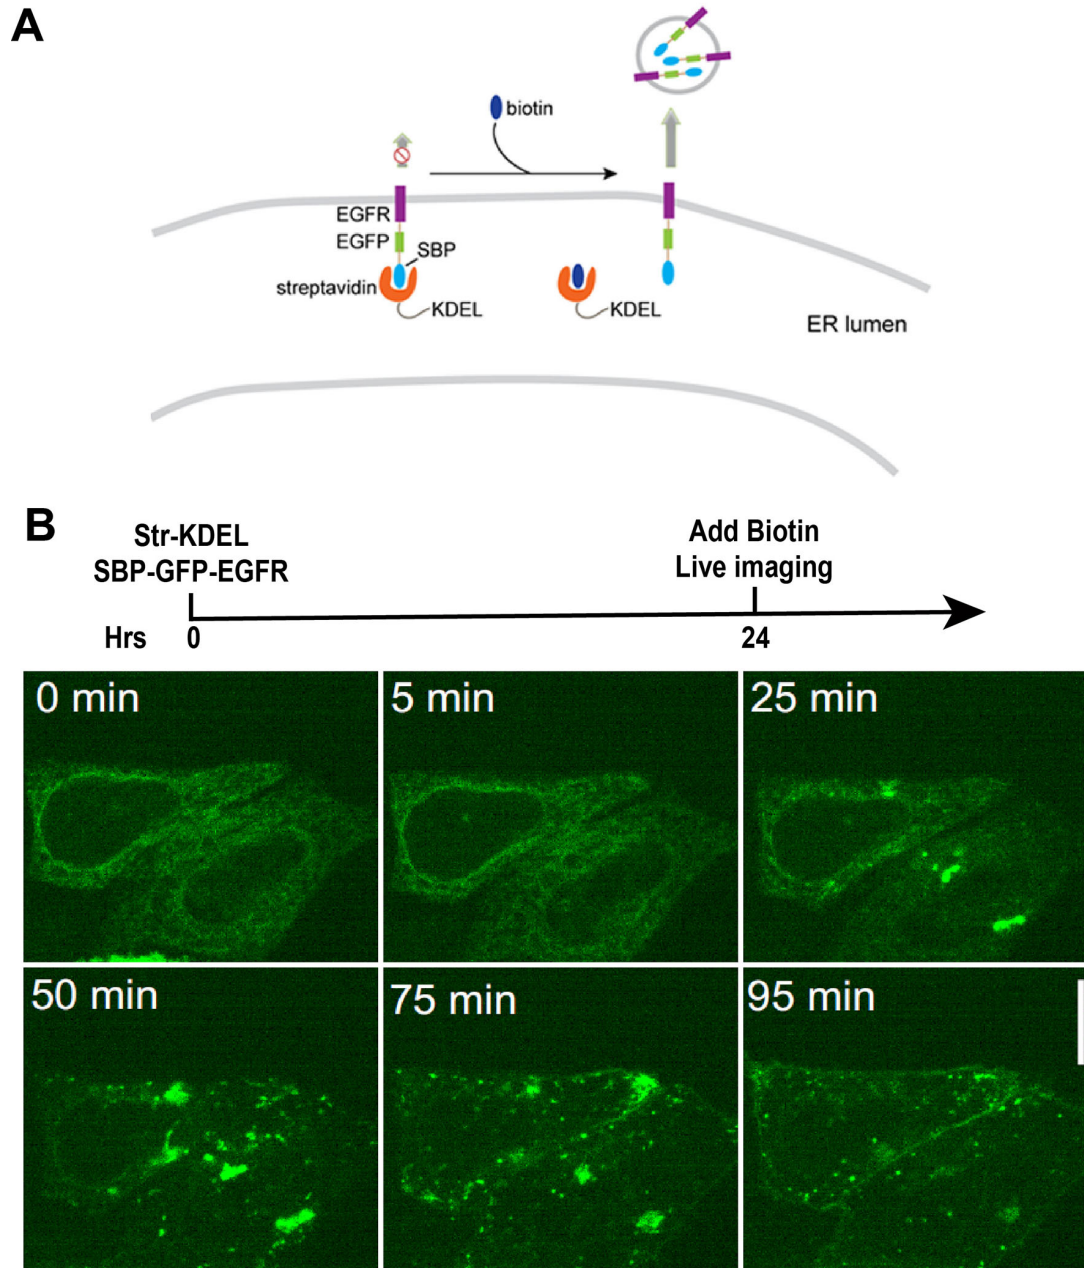 A
biotin
EGFR
EGFP
SBP
streptavidin
KDEL
KDEL
ER lumen
B
Str-KDEL
SBP-GFP-EGFR
Add Biotin
Live imaging
Hrs 0 24
0 min 5 min 25 min
50 min 75 min 95 min